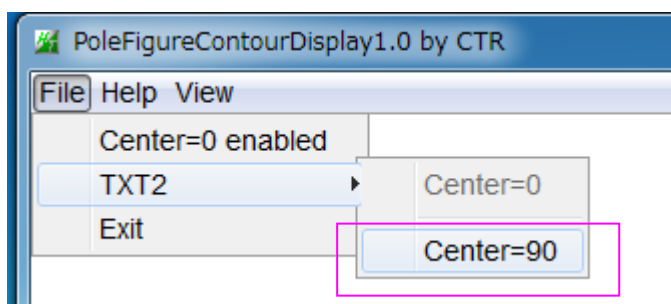 PoleFigureContourDisplay1.0 by CTR
File Help View
Center=0 enabled
TXT2
Center=0
Exit
Center=90